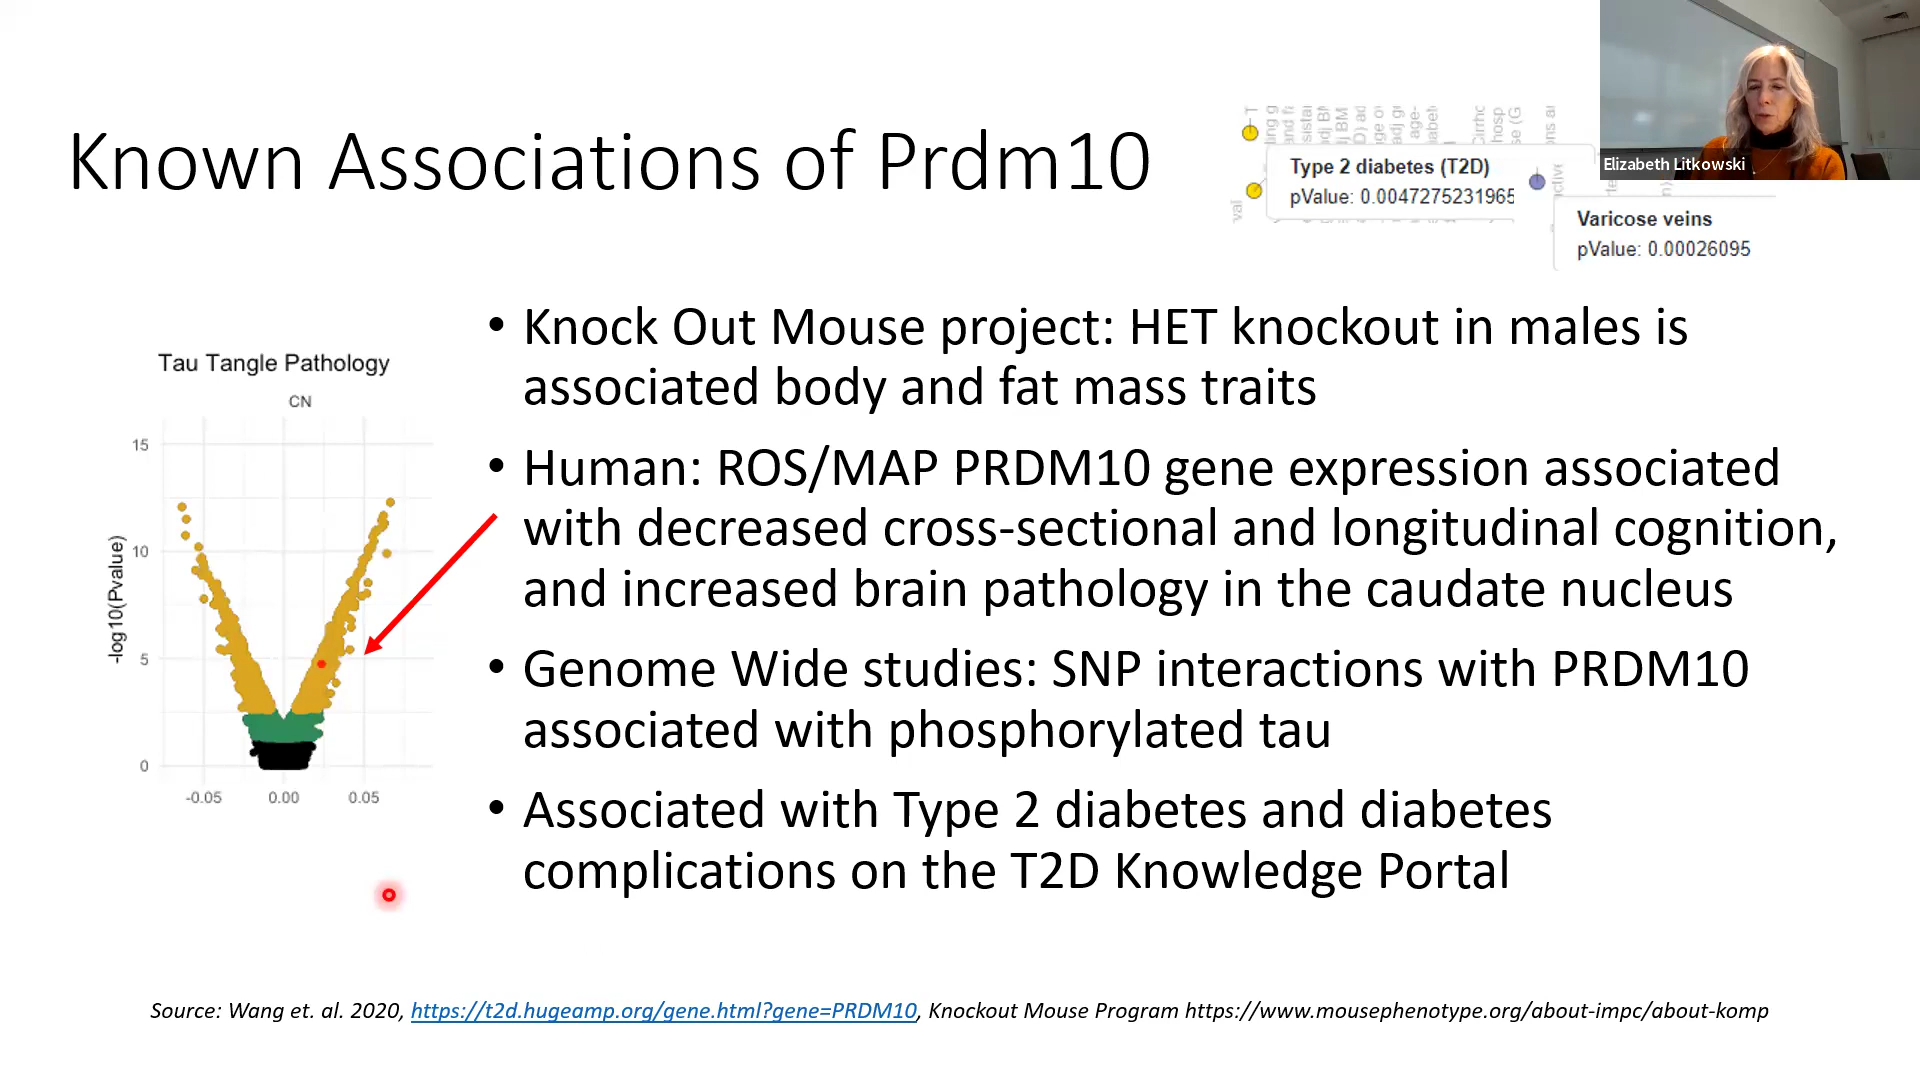 Known Associations of Prdm10
Type 2 diabetes (T2D)
pValue: 0.0047275231965
Varicose veins
pValue: 0.00026095
Elizabeth Litkowski
• Knock Out Mouse project: HET knockout in males is
associated body and fat mass traits
• Human: ROS/MAP PRDM10 gene expression associated
with decreased cross-sectional and longitudinal cognition,
and increased brain pathology in the caudate nucleus
• Genome Wide studies: SNP interactions with PRDM10
associated with phosphorylated tau
• Associated with Type 2 diabetes and diabetes
complications on the T2D Knowledge Portal
Tau Tangle Pathology
CN
-log10(Pvalue)
15
10
5
0
-0.05 0.00 0.05
Source: Wang et. al. 2020, https://t2d.hugeamp.org/gene.html?gene=PRDM10, Knockout Mouse Program https://www.mousephenotype.org/about-impc/about-komp